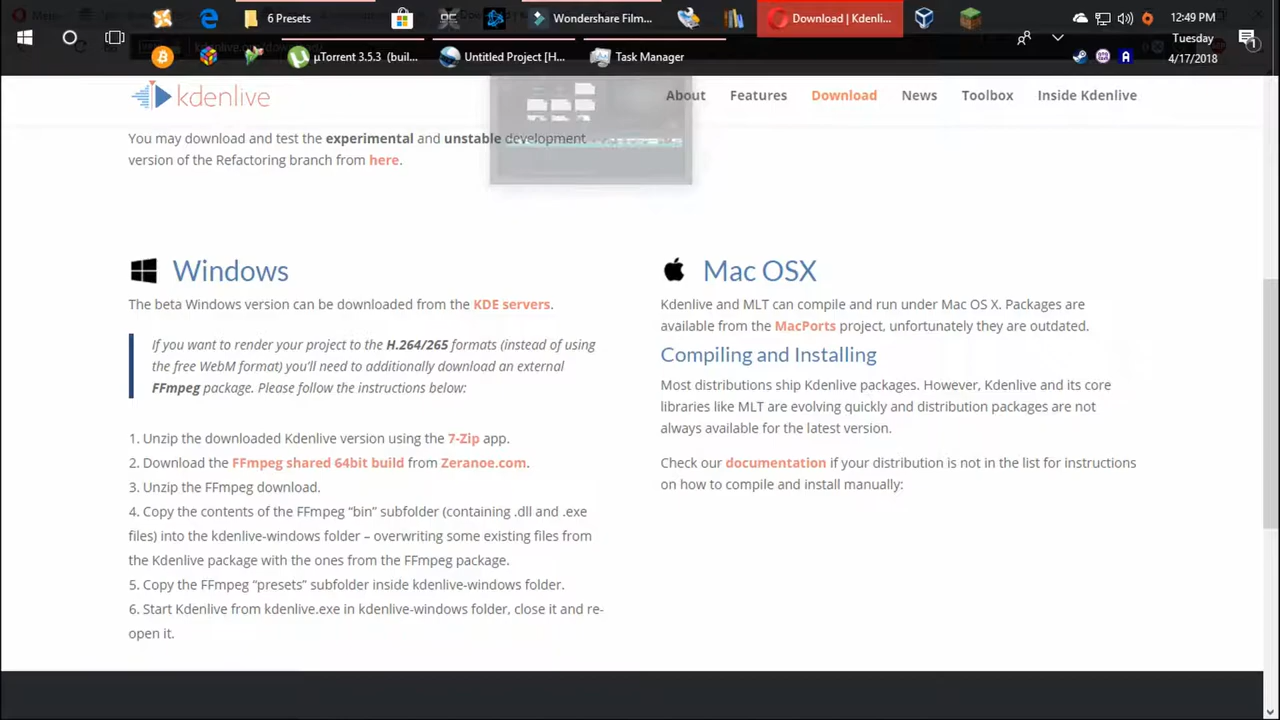 6 Presets
Wondershare Film...
Download | Kdenli...
12:49 PM
Tuesday
4/17/2018
1
µTorrent 3.5.3 (buil...
Untitled Project [H...
Task Manager
kdenlive
About
Features
Download
News
Toolbox
Inside Kdenlive
You may download and test the experimental and unstable development
version of the Refactoring branch from here.
Windows
The beta Windows version can be downloaded from the KDE servers.
If you want to render your project to the H.264/265 formats (instead of using
the free WebM format) you'll need to additionally download an external
FFmpeg package. Please follow the instructions below:
1. Unzip the downloaded Kdenlive version using the 7-Zip app.
2. Download the FFmpeg shared 64bit build from Zeranoe.com.
3. Unzip the FFmpeg download.
4. Copy the contents of the FFmpeg “bin” subfolder (containing .dll and .exe
files) into the kdenlive-windows folder – overwriting some existing files from
the Kdenlive package with the ones from the FFmpeg package.
5. Copy the FFmpeg “presets” subfolder inside kdenlive-windows folder.
6. Start Kdenlive from kdenlive.exe in kdenlive-windows folder, close it and re-
open it.
Mac OSX
Kdenlive and MLT can compile and run under Mac OS X. Packages are
available from the MacPorts project, unfortunately they are outdated.
Compiling and Installing
Most distributions ship Kdenlive packages. However, Kdenlive and its core
libraries like MLT are evolving quickly and distribution packages are not
always available for the latest version.
Check our documentation if your distribution is not in the list for instructions
on how to compile and install manually: